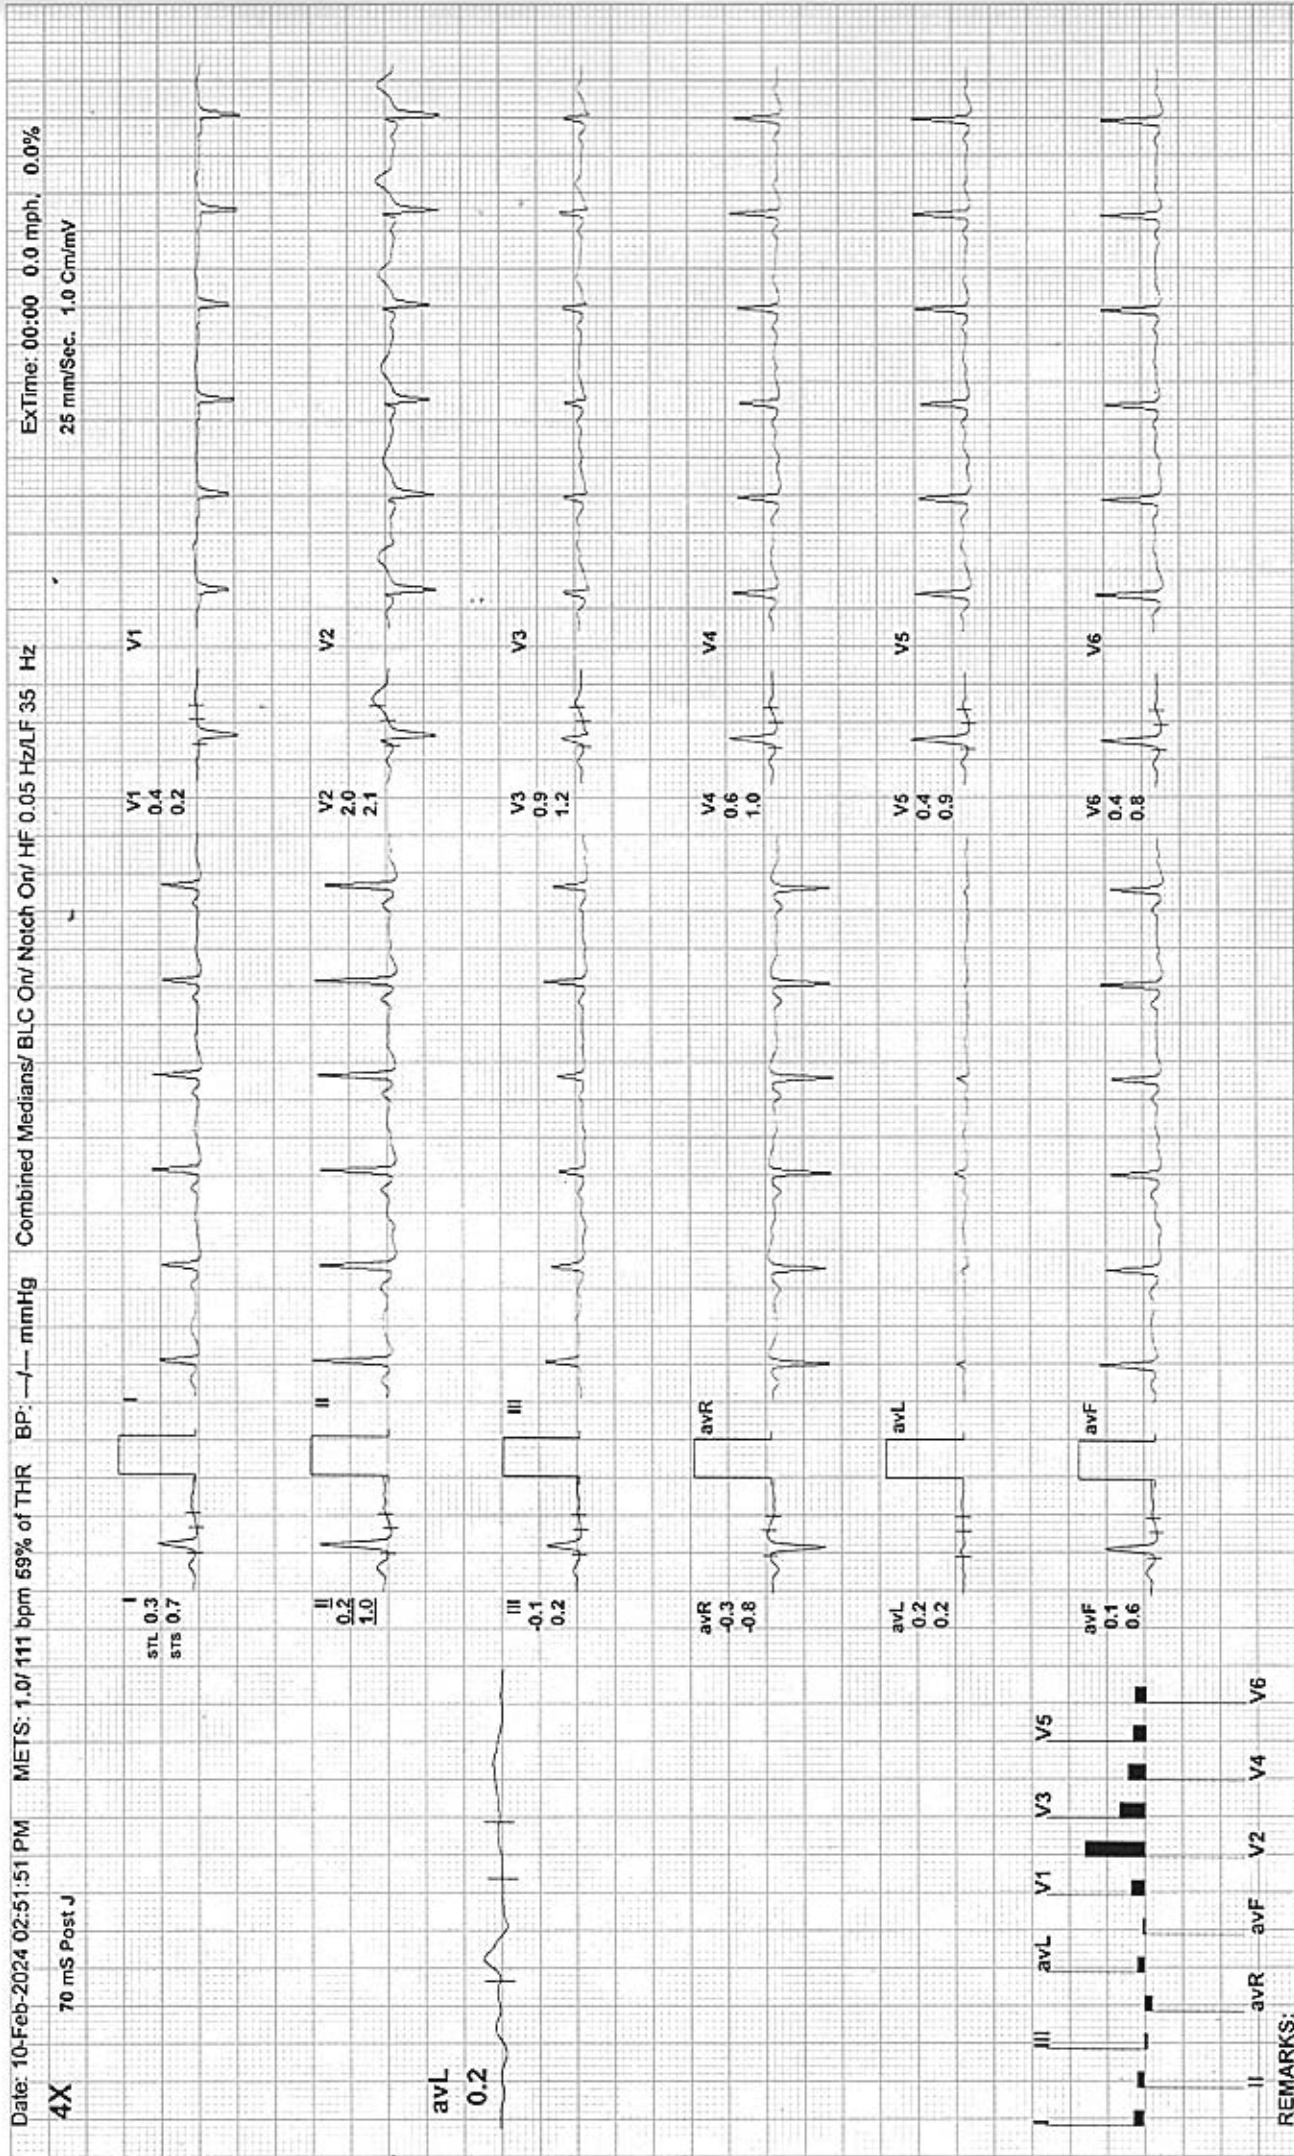 Date: 10-Feb-2024 02:51:51 PM METS: 1.0/ 111 bpm 59% of THR BP: ---/--- mmHg Combined Medians/ BLC On/ Notch On/ HF 0.05 Hz/LF 35 Hz
ExTime: 00:00 0.0 mph, 0.0%
4X
70 mS Post J
25 mm/Sec. 1.0 Cm/mV
I
STL 0.3
STS 0.7
I
V1
0.4
0.2
V1
II
0.2
1.0
II
V2
2.0
2.1
V2
avL
0.2
III
-0.1
0.2
III
V3
0.9
1.2
V3
avR
-0.3
-0.8
avR
V4
0.6
1.0
V4
avL
0.2
0.2
avL
V5
0.4
0.9
V5
avF
0.1
0.6
avF
V6
0.4
0.8
V6
I III avL V1 V3 V5
II avR avF V2 V4 V6
REMARKS: